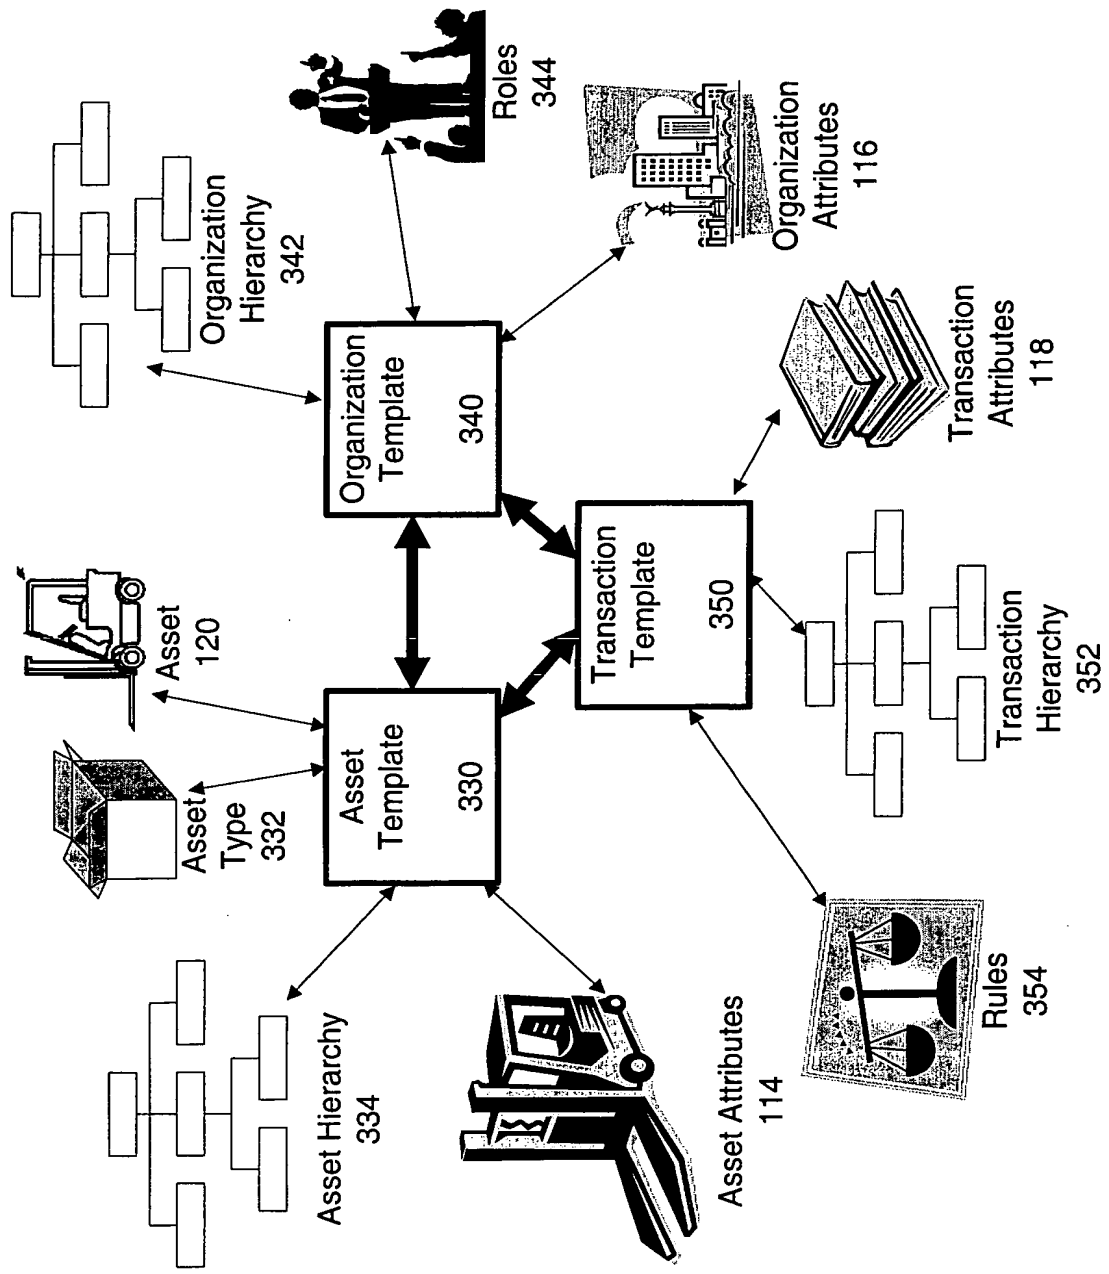 Asset
Type
332
Asset
120
Organization
Hierarchy
342
Asset Hierarchy
334
Roles
344
Asset
Template
330
Organization
Template
340
Asset Attributes
114
Organization
Attributes
116
Transaction
Template
350
Rules
354
Transaction
Hierarchy
352
Transaction
Attributes
118